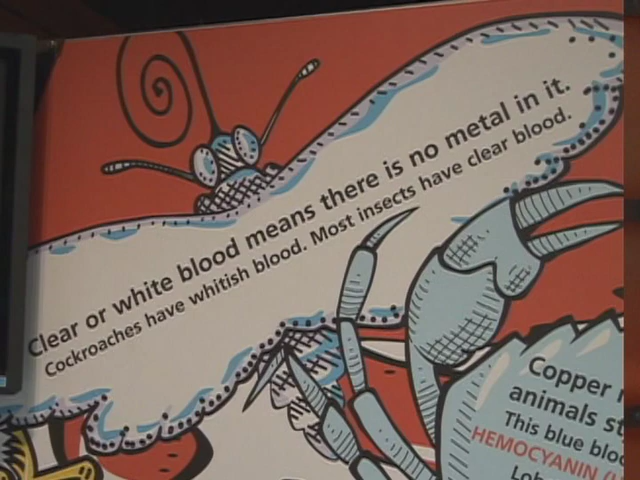 Clear or white blood means there is no metal in it.
Cockroaches have whitish blood. Most insects have clear blood.
Copper
animals
This blue
HEMOCYANIN